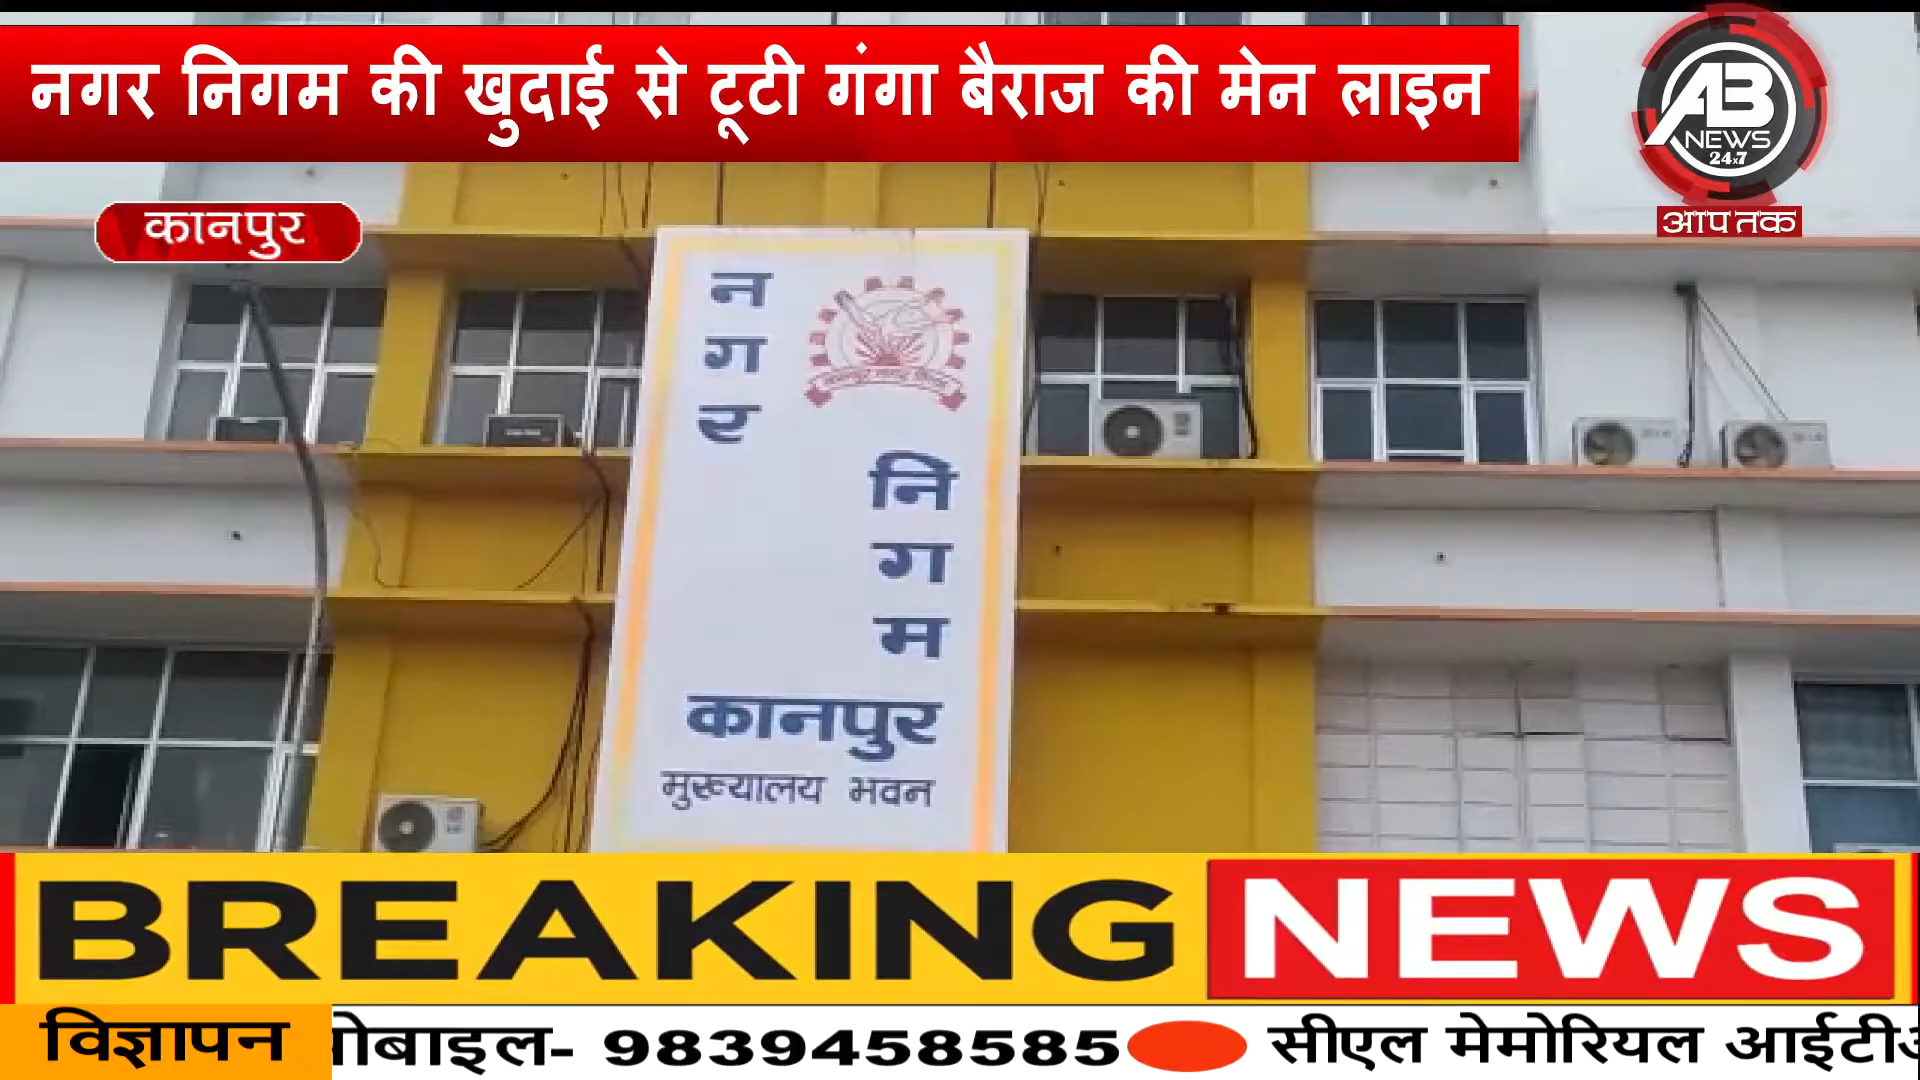 नगर निगम की खुदाई से टूटी गंगा बैराज की मेन लाइन
AB
NEWS
24x7
आप तक
कानपुर
नगर
निगम
कानपुर
मुख्यालय भवन
BREAKING NEWS
विज्ञापन
मोबाइल- 9839458585 सीएल मेमोरियल